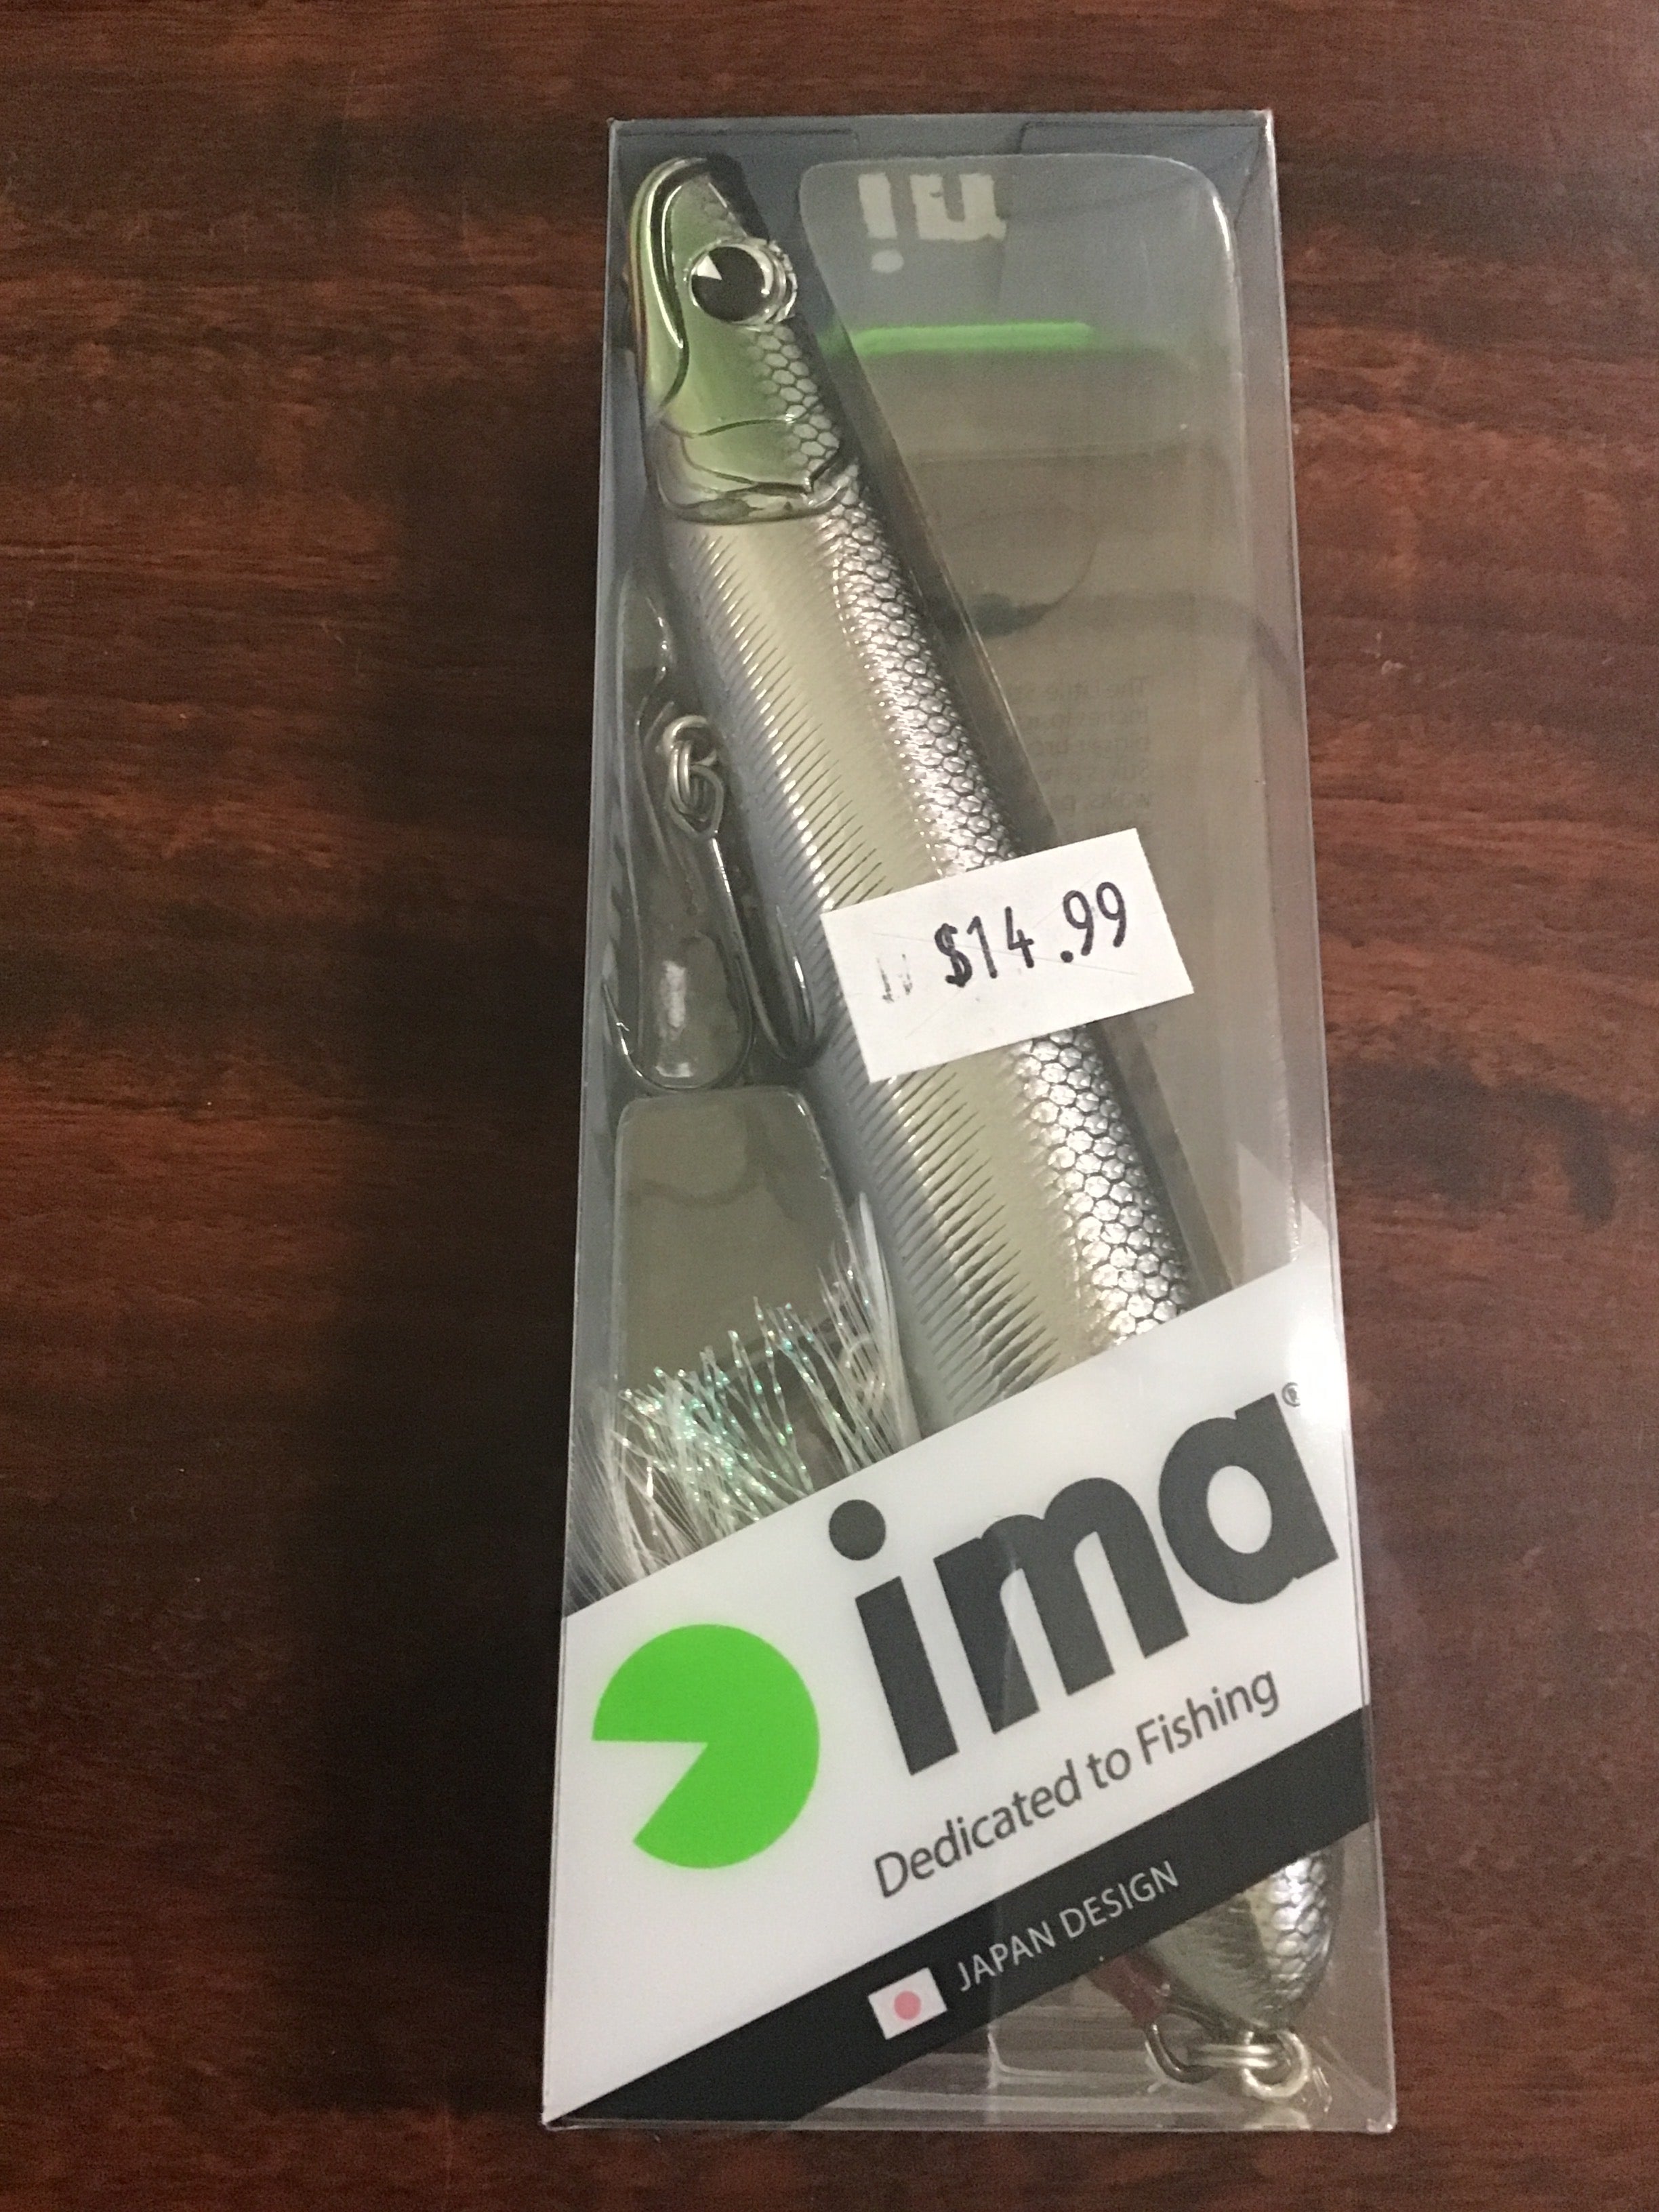 $14.99
ima®
Dedicated to Fishing
JAPAN DESIGN